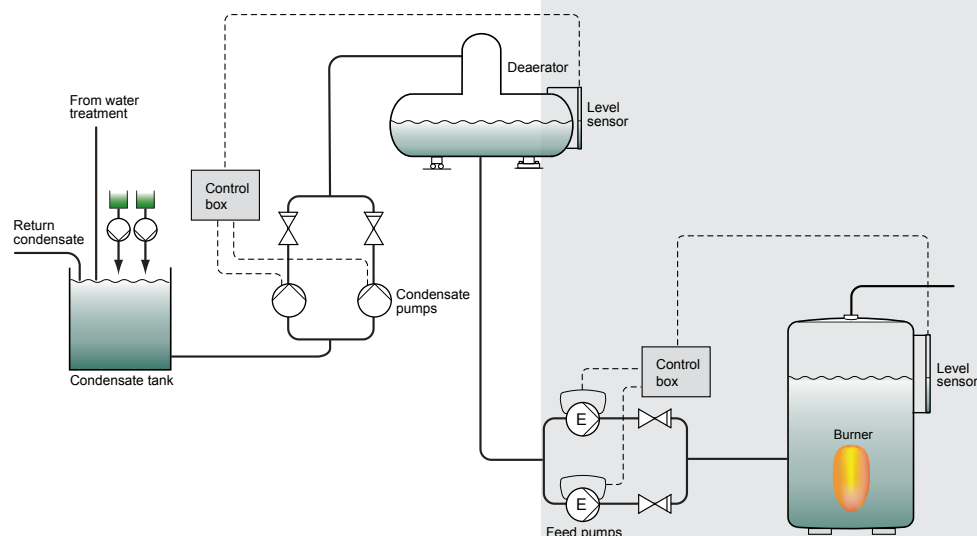 Deaerator
Level
sensor
From water
treatment
Control
box
Return
condensate
Condensate
pumps
Condensate tank
Control
box
Level
sensor
E
Burner
E
Feed pumps